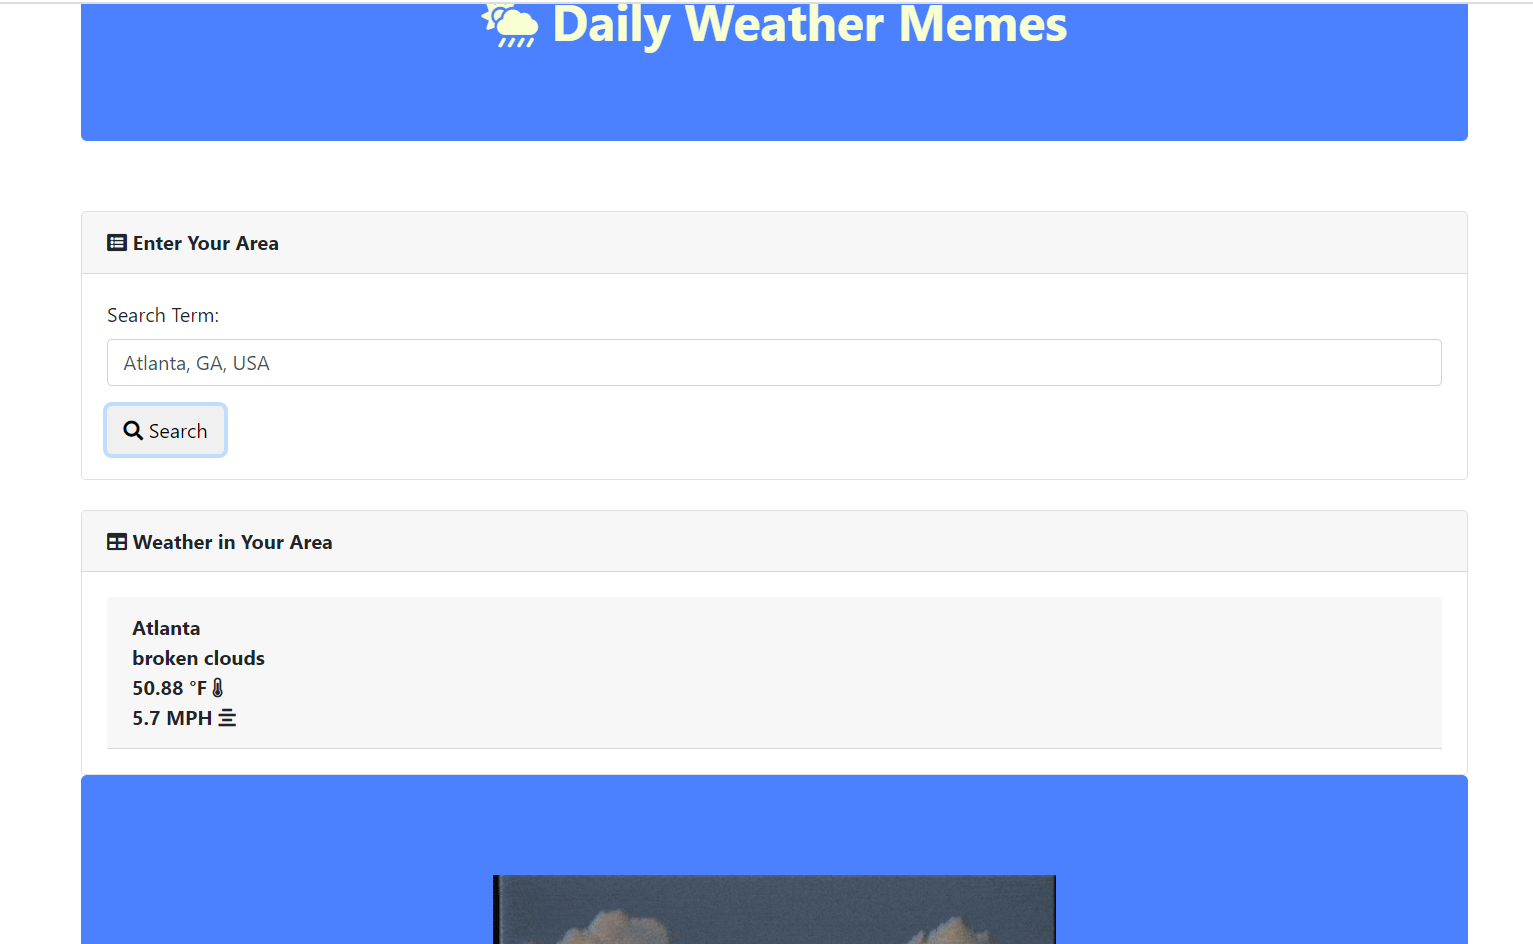 Daily Weather Memes
Enter Your Area
Search Term:
Atlanta, GA, USA
Search
Weather in Your Area
Atlanta
broken clouds
50.88 °F
5.7 MPH